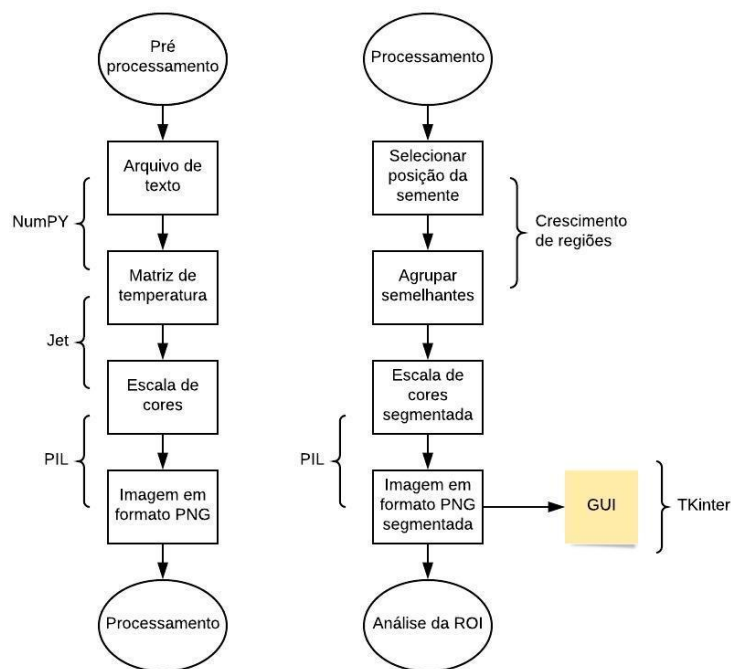 Pré
processamento
Arquivo de
texto
NumPY
Matriz de
temperatura
Jet
Escala de
cores
PIL
Imagem em
formato PNG
Processamento
Processamento
Selecionar
posição da
semente
Crescimento
de regiões
Agrupar
semelhantes
Escala de
cores
segmentada
PIL
Imagem em
formato PNG
segmentada
GUI
TKinter
Análise da ROI